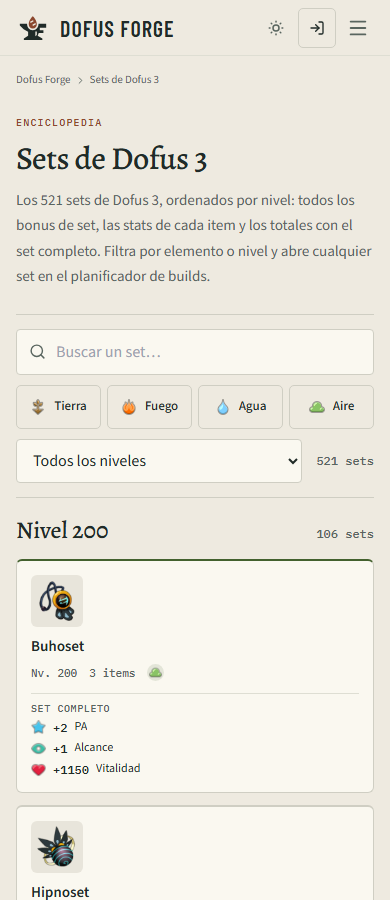 DOFUS FORGE
Dofus Forge > Sets de Dofus 3
ENCICLOPEDIA
Sets de Dofus 3
Los 521 sets de Dofus 3, ordenados por nivel: todos los
bonus de set, las stats de cada item y los totales con el
set completo. Filtra por elemento o nivel y abre cualquier
set en el planificador de builds.
Buscar un set…
Tierra Fuego Agua Aire
Todos los niveles 521 sets
Nivel 200 106 sets
Buhoset
Nv. 200 3 items
SET COMPLETO
+2 PA
+1 Alcance
+1150 Vitalidad
Hipnoset